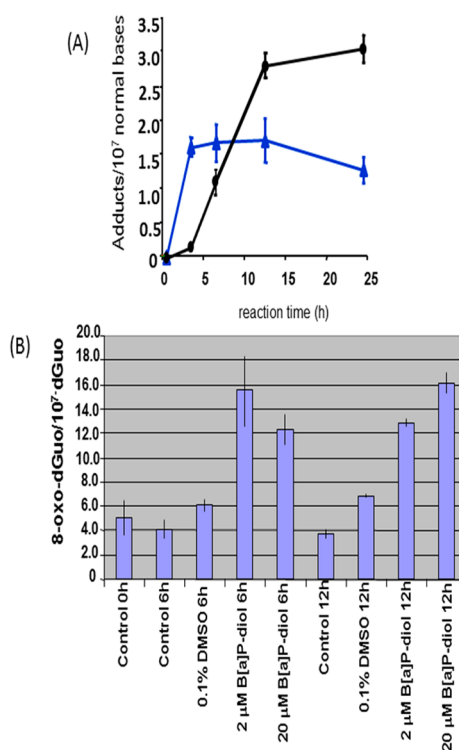 (A)
Adducts/10⁷ normal bases
3.5
3.0
2.5
2.0
1.5
1.0
0.5
0
0 5 10 15 20 25
reaction time (h)
(B)
8-oxo-dGuo/10⁷-dGuo
20.0
18.0
16.0
14.0
12.0
10.0
8.0
6.0
4.0
2.0
0
Control 0h
Control 6h
0.1% DMSO 6h
2 µM B[a]P-diol 6h
20 µM B[a]P-diol 6h
Control 12h
0.1% DMSO 12h
2 µM B[a]P-diol 12h
20 µM B[a]P-diol 12h